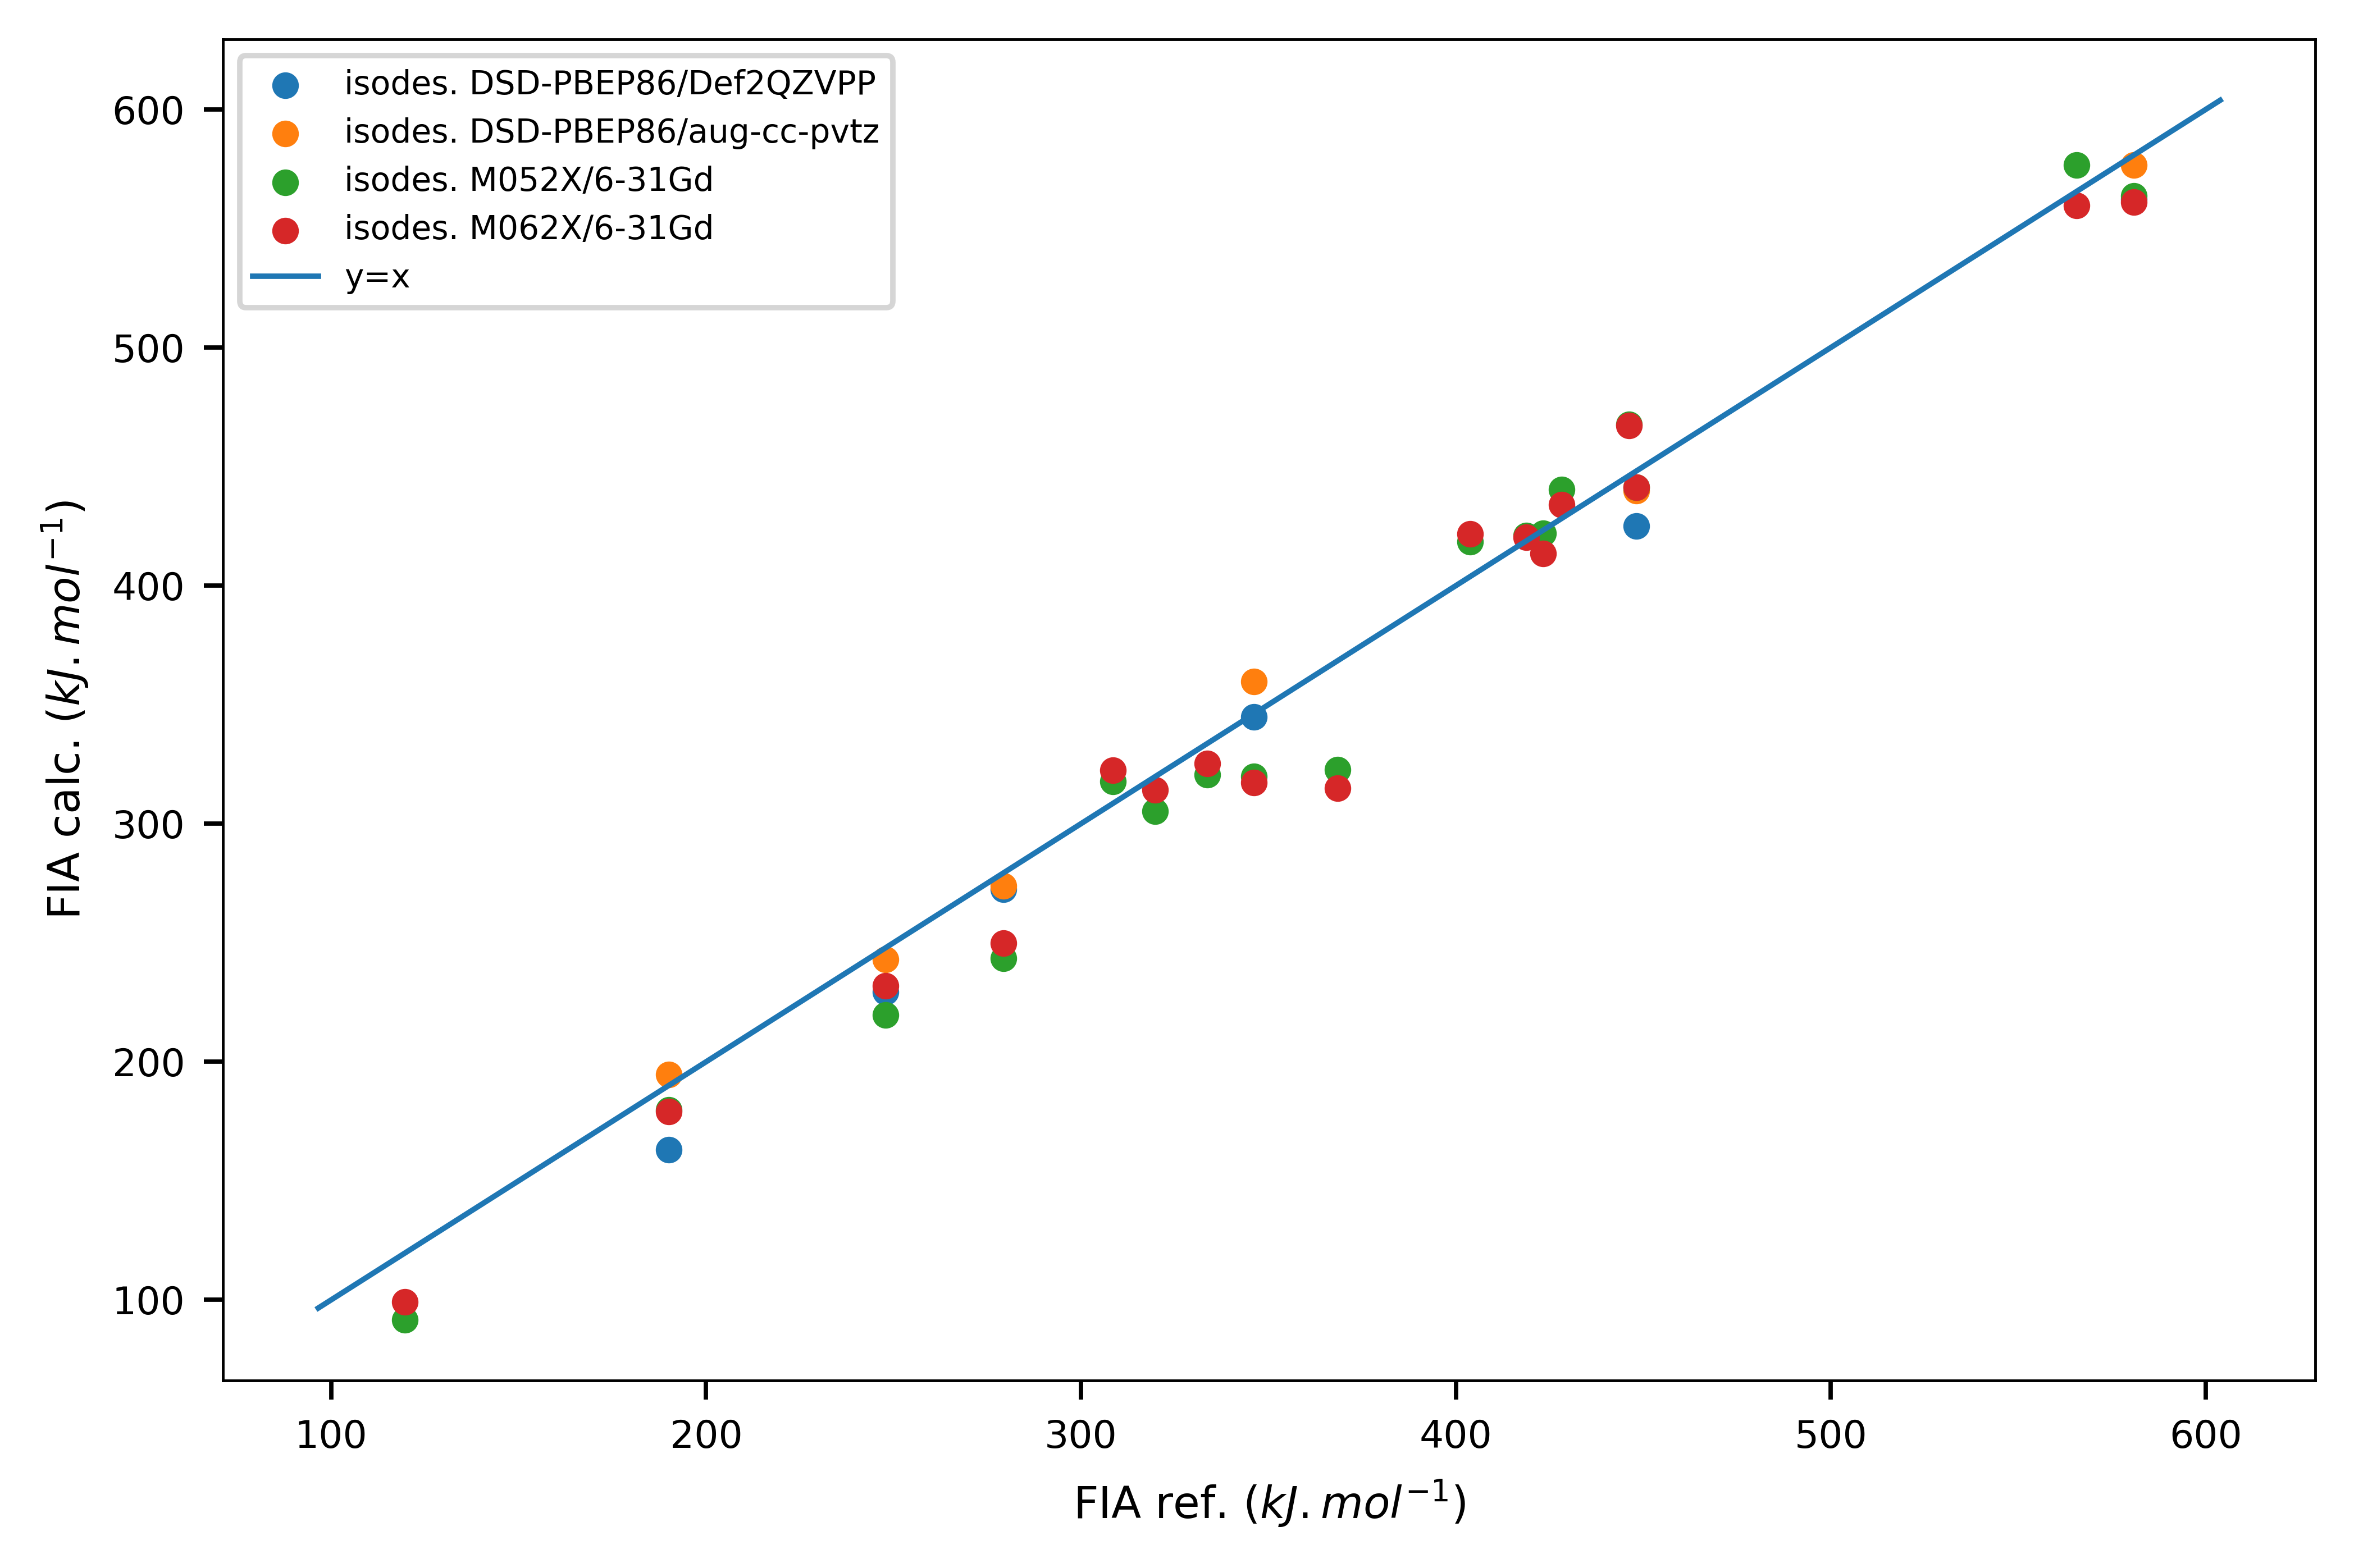 isodes. DSD-PBEP86/Def2QZVPP
isodes. DSD-PBEP86/aug-cc-pvtz
isodes. M052X/6-31Gd
isodes. M062X/6-31Gd
y=x
600
500
400
300
200
100
FIA calc. (kJ.mol⁻¹)
100 200 300 400 500 600
FIA ref. (kJ.mol⁻¹)